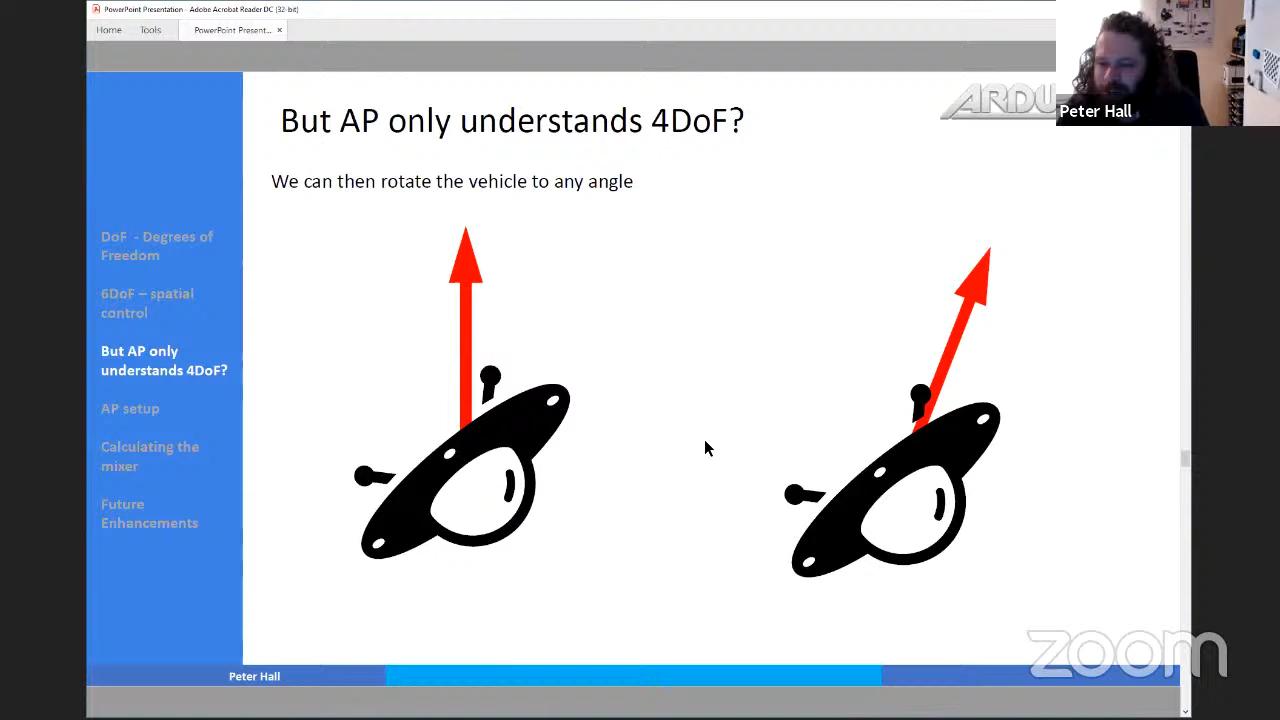 PowerPoint Presentation - Adobe Acrobat Reader DC (32-bit)
Home
Tools
PowerPoint Present...
×
But AP only understands 4DoF?
ARDU
Peter Hall
We can then rotate the vehicle to any angle
DoF - Degrees of
Freedom
6DoF – spatial
control
But AP only
understands 4DoF?
AP setup
Calculating the
mixer
Future
Enhancements
Peter Hall
zoom